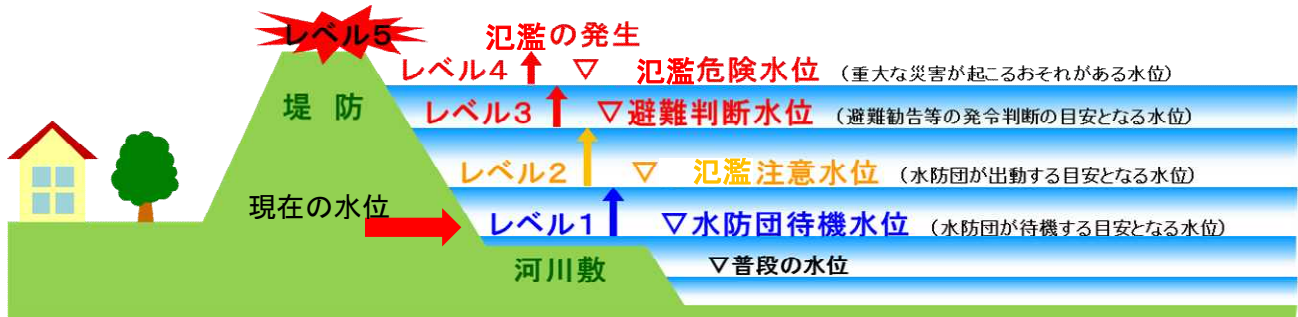 レベル5
氾濫の発生
レベル4 ▽ 氾濫危険水位 (重大な災害が起こるおそれがある水位)
堤 防
レベル3 ▽避難判断水位 (避難勧告等の発令判断の目安となる水位)
レベル2 ▽ 氾濫注意水位 (水防団が出動する目安となる水位)
現在の水位
レベル1 ▽水防団待機水位 (水防団が待機する目安となる水位)
河川敷
▽普段の水位